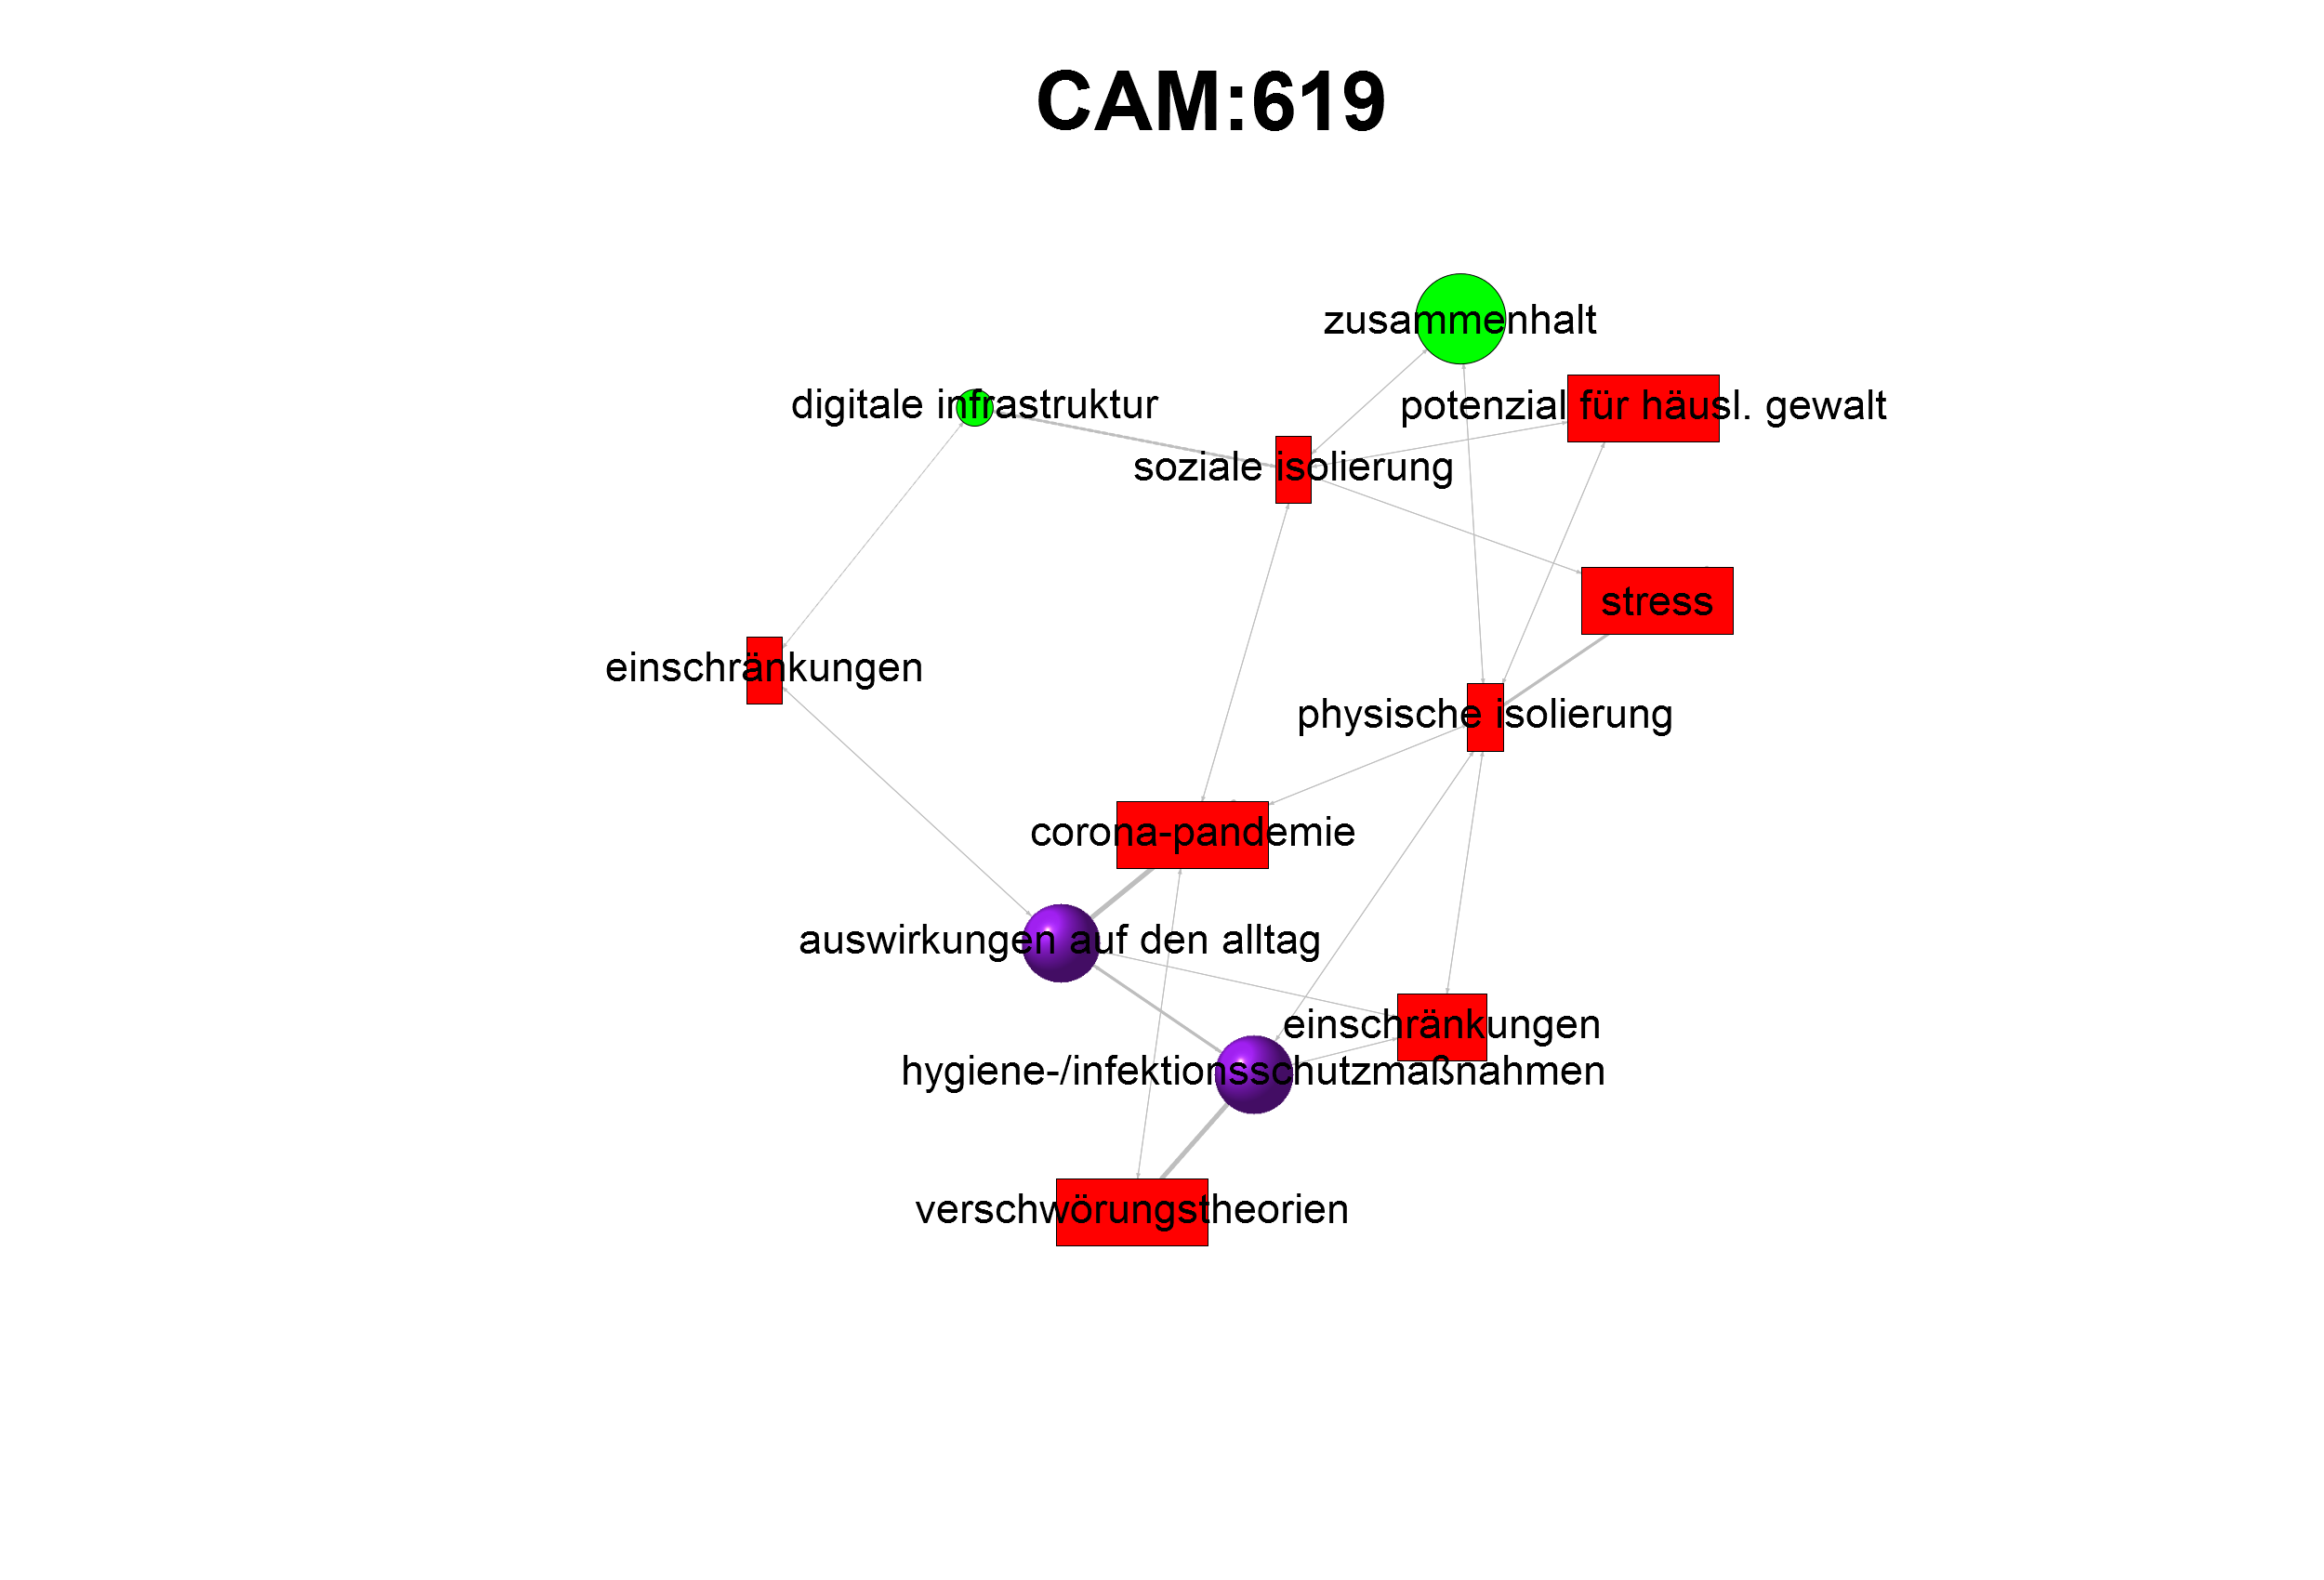 CAM:619
zusammenhalt
digitale infrastruktur
potenzial für häusl. gewalt
soziale isolierung
stress
einschränkungen
physische isolierung
corona-pandemie
auswirkungen auf den alltag
einschränkungen
hygiene-/infektionsschutzmaßnahmen
verschwörungstheorien